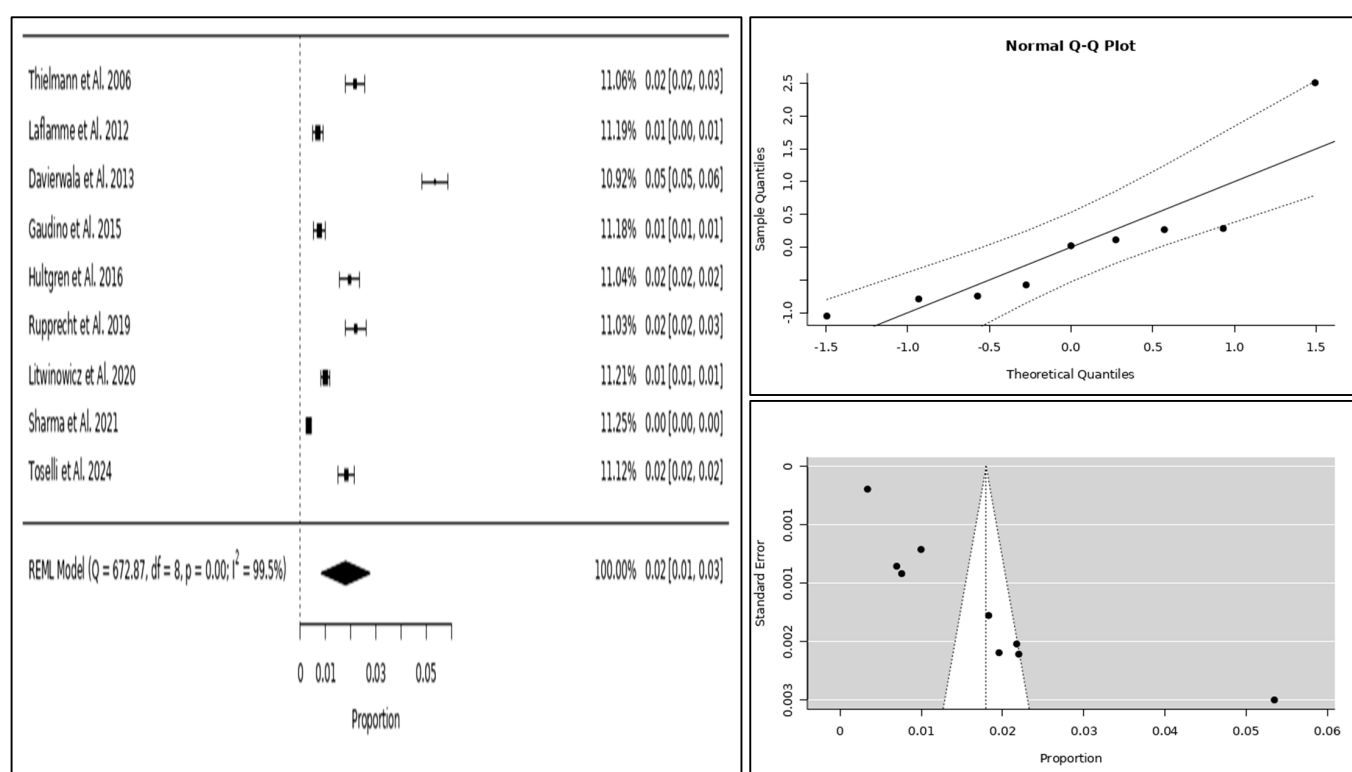 Thielmann et Al. 2006 11.06% 0.02 [0.02, 0.03]
Laflamme et Al. 2012 11.19% 0.01 [0.00, 0.01]
Davierwala et Al. 2013 10.92% 0.05 [0.05, 0.06]
Gaudino et Al. 2015 11.18% 0.01 [0.01, 0.01]
Hultgren et Al. 2016 11.04% 0.02 [0.02, 0.02]
Rupprecht et Al. 2019 11.03% 0.02 [0.02, 0.03]
Litwinowicz et Al. 2020 11.21% 0.01 [0.01, 0.01]
Sharma et Al. 2021 11.25% 0.00 [0.00, 0.00]
Toselli et Al. 2024 11.12% 0.02 [0.02, 0.02]
REML Model (Q = 672.87, df = 8, p = 0.00; I² = 99.5%) 100.00% 0.02 [0.01, 0.03]
0 0.01 0.03 0.05
Proportion
Normal Q-Q Plot
Sample Quantiles
2.5
2.0
1.5
1.0
0.5
0.0
-1.0
-1.5 -1.0 -0.5 0.0 0.5 1.0 1.5
Theoretical Quantiles
Standard Error
0
0.001
0.001
0.002
0.003
0 0.01 0.02 0.03 0.04 0.05 0.06
Proportion